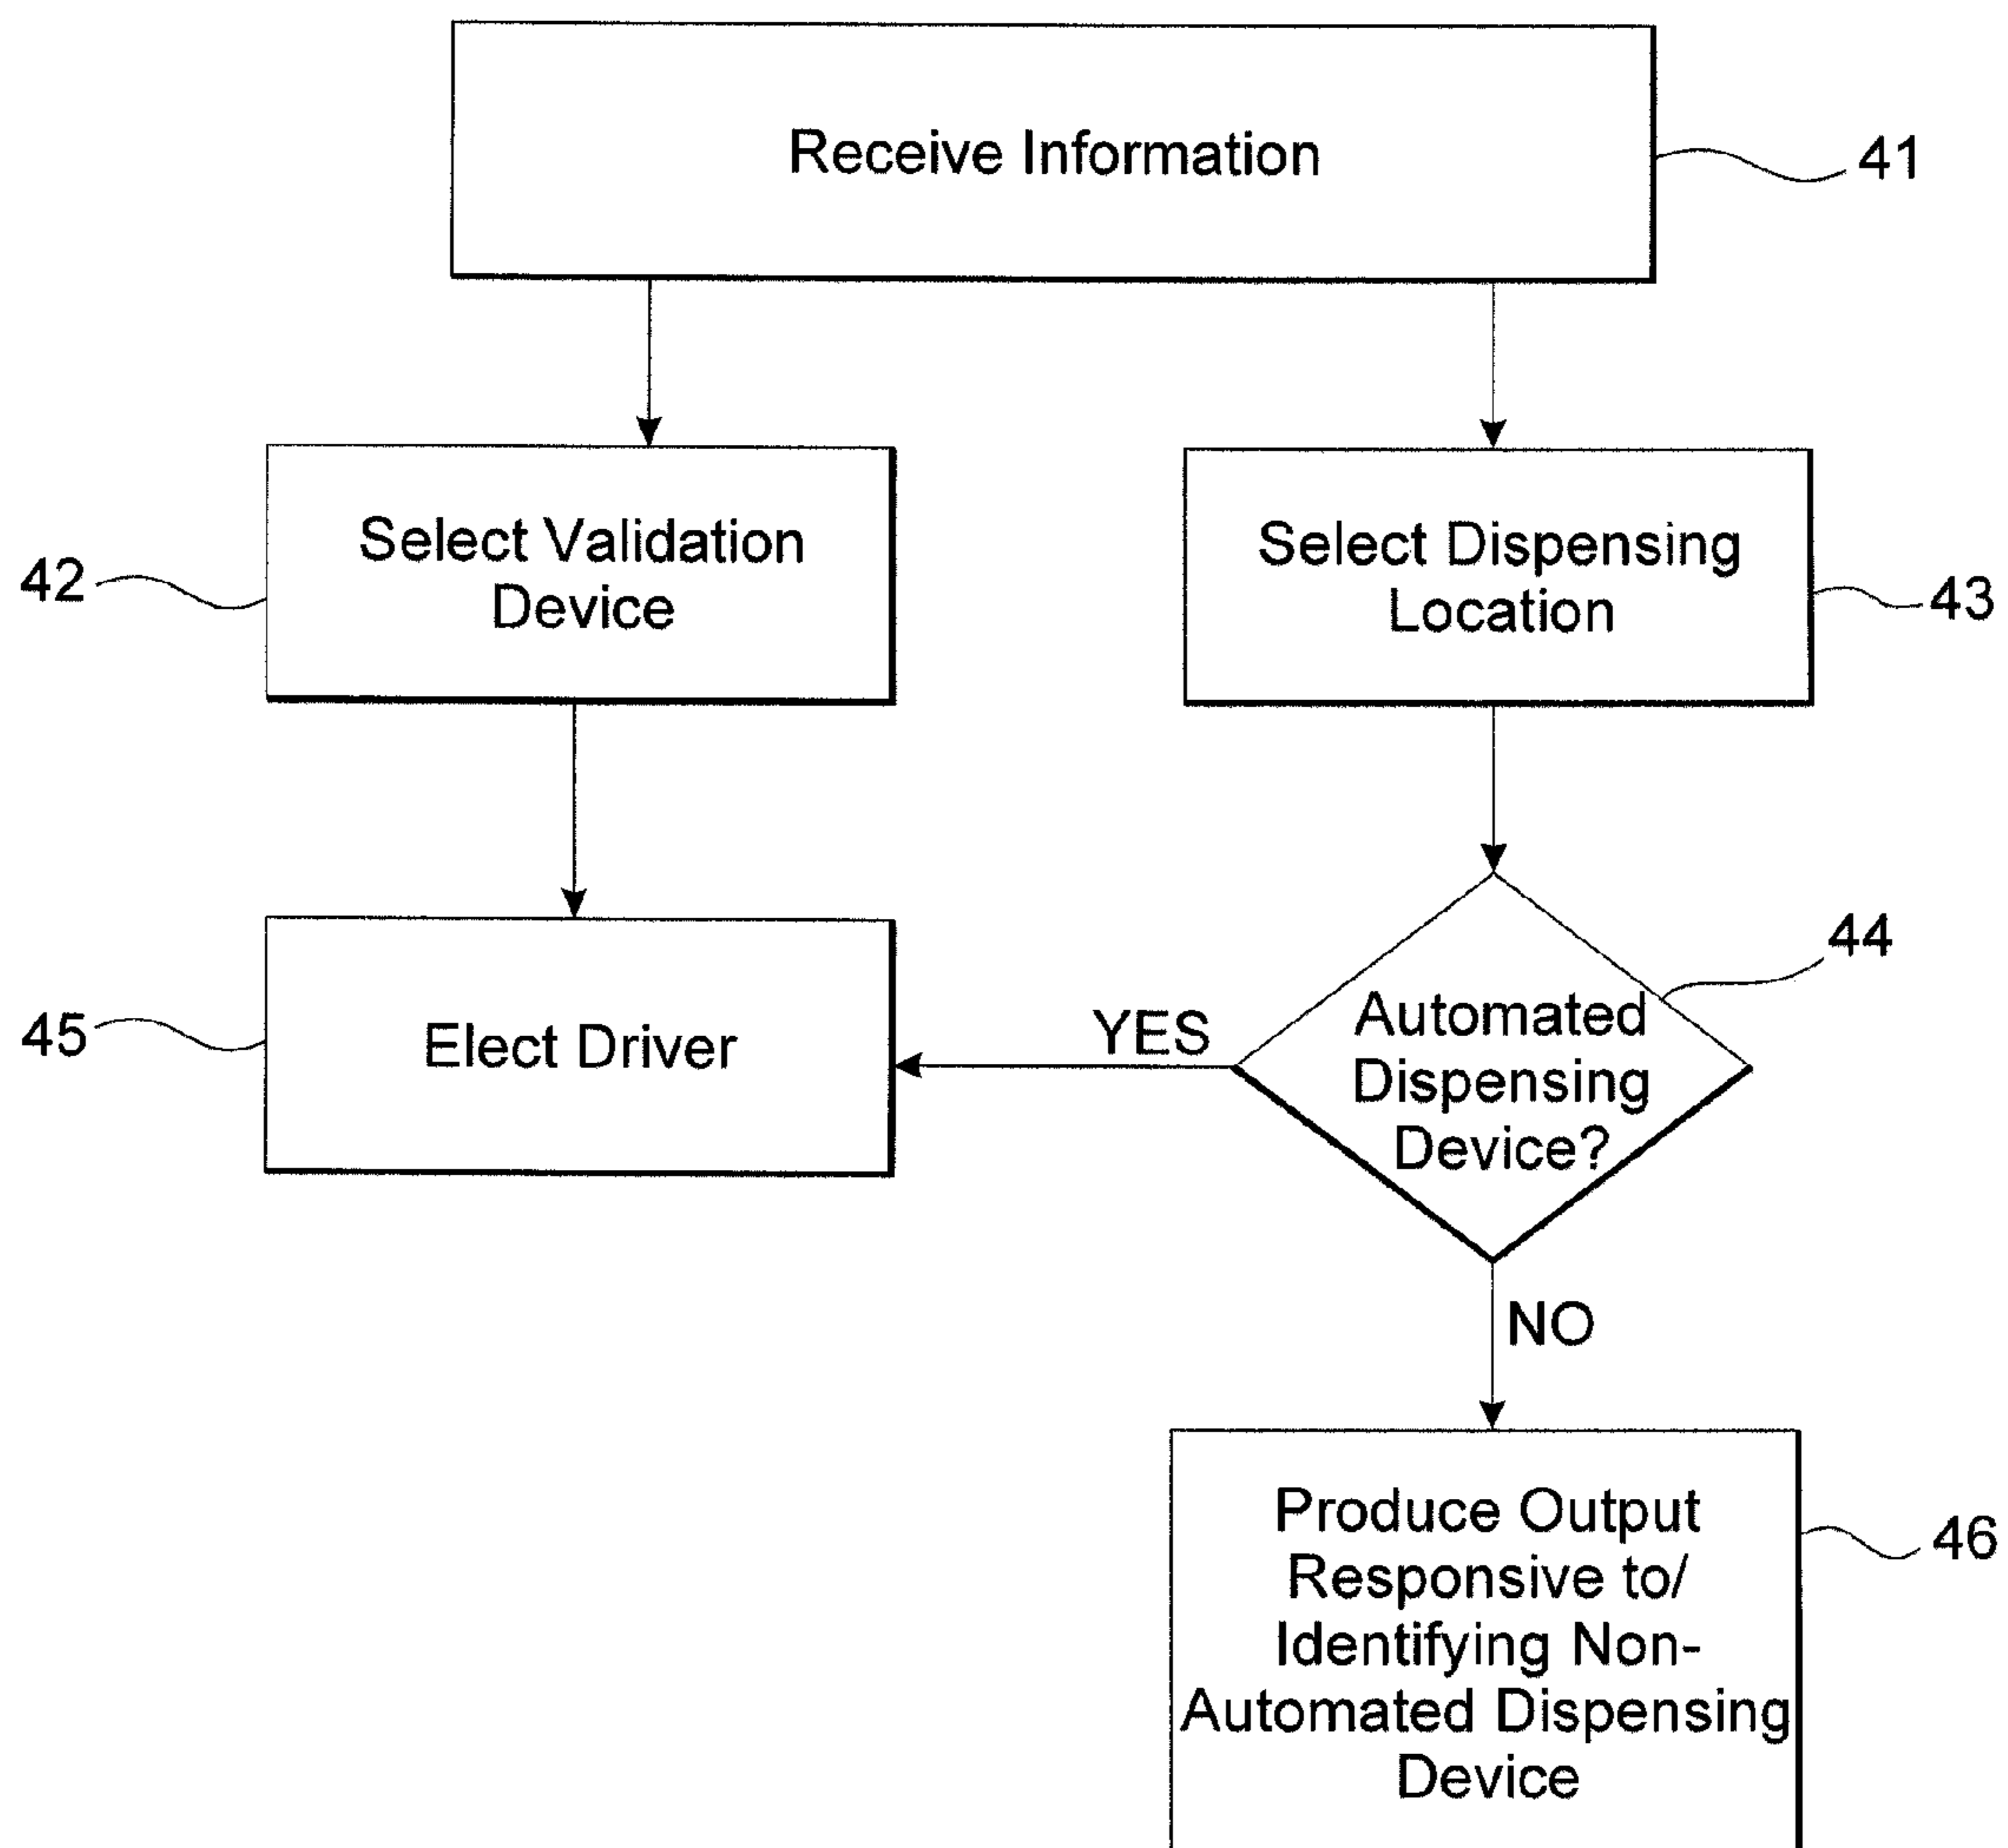 Receive Information
41
Select Validation
Device
42
Select Dispensing
Location
43
Automated
Dispensing
Device?
44
YES
Elect Driver
45
NO
Produce Output
Responsive to/
Identifying Non-
Automated Dispensing
Device
46